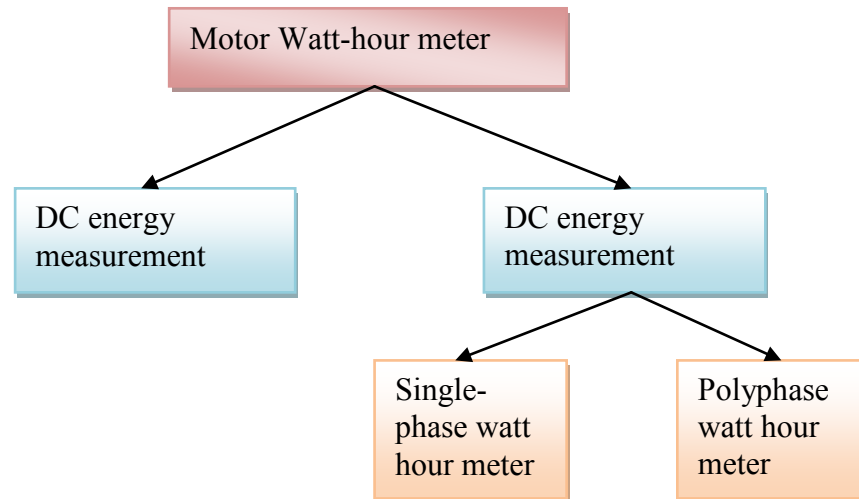 Motor Watt-hour meter
DC energy
measurement
DC energy
measurement
Single-
phase watt
hour meter
Polyphase
watt hour
meter